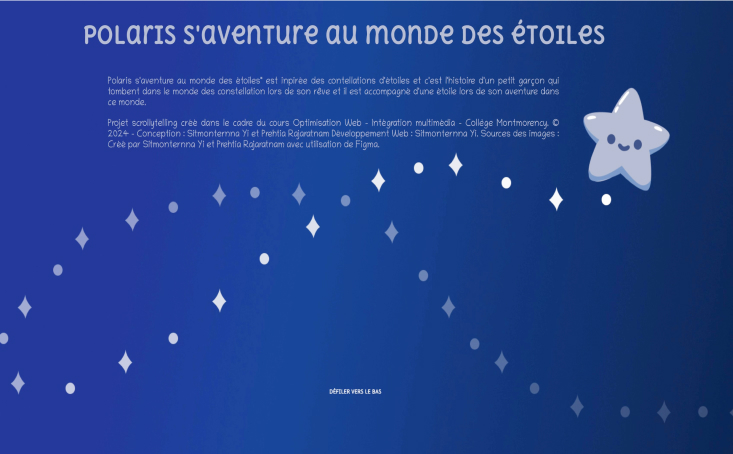 Polaris s'aventure au monde des étoiles
Polaris s'aventure au monde des étoiles" est inpirée des contellations d'étoiles et c'est l'histoire d'un petit garçon qui
tombent dans le monde des constellation lors de son rêve et il est accompagné d'une étoile lors de son aventure dans
ce monde.
Projet scrollytelling créé dans le cadre du cours Optimisation Web - Intégration multimédia - Collège Montmorency. ©
2024 - Conception : Sitmonternna Yi et Prehtia Rajaratnam Développement Web : Sitmonternna Yi. Sources des images :
Créé par Sitmonternna Yi et Prehtia Rajaratnam avec utilisation de Figma.
DÉFILER VERS LE BAS